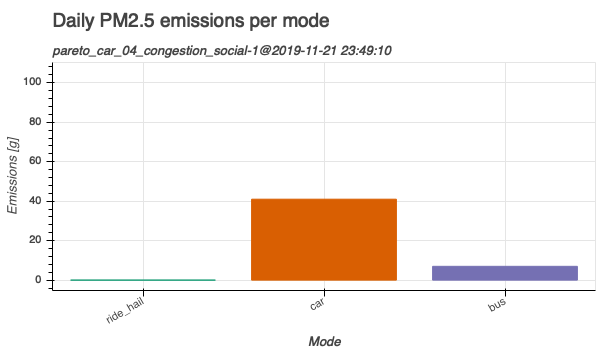 Daily PM2.5 emissions per mode
pareto_car_04_congestion_social-1@2019-11-21 23:49:10
Emissions [g]
100
80
60
40
20
0
ride_hail
car
bus
Mode